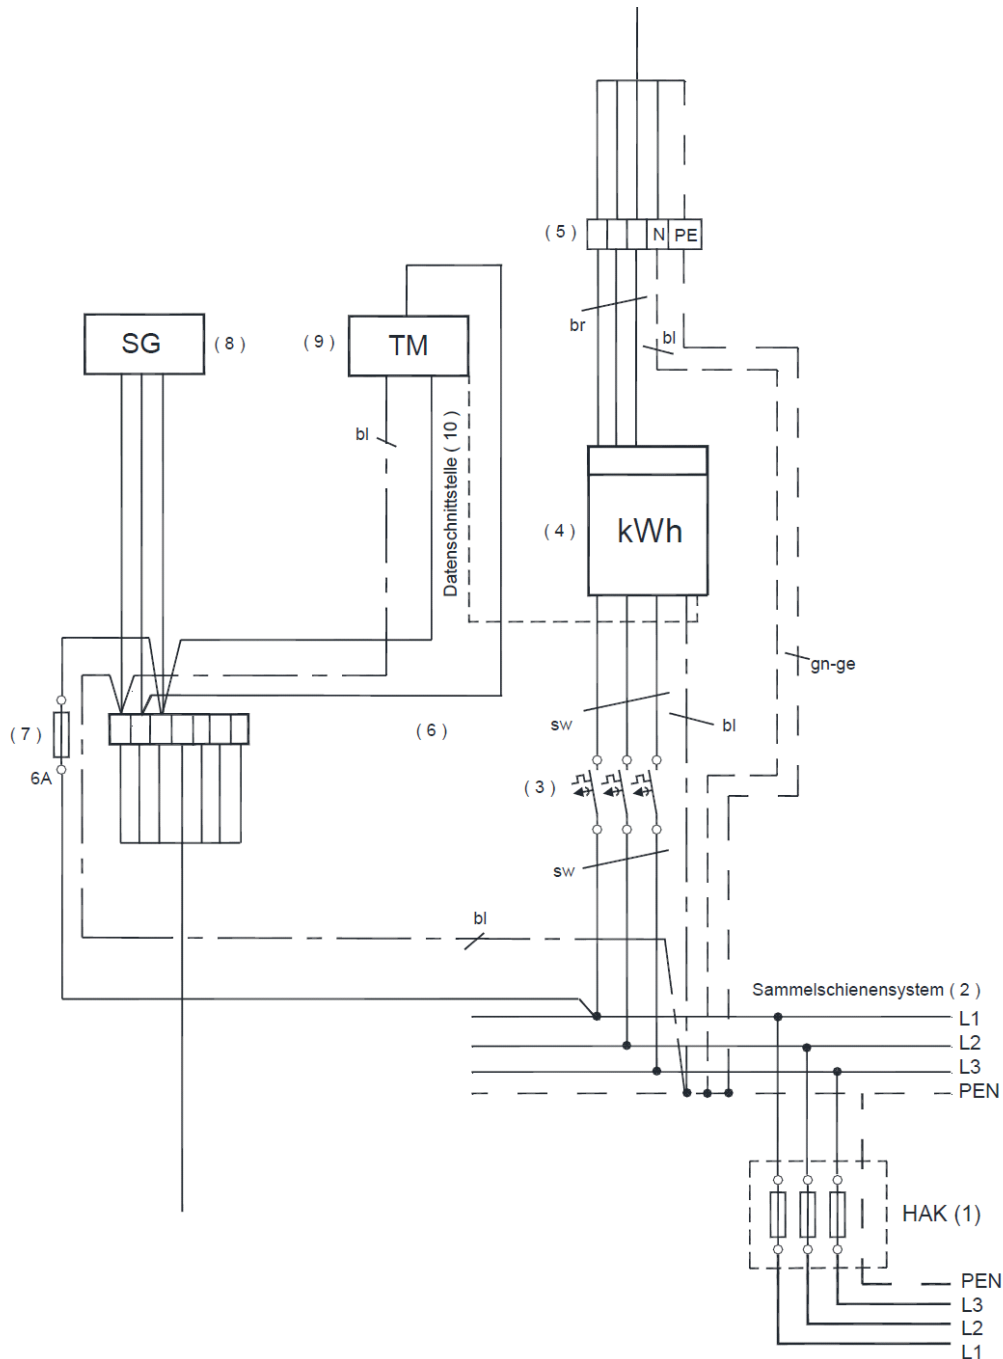 ( 5 )
N
PE
br
bl
SG
( 8 )
( 9 )
TM
bl
Datenschnittstelle ( 10 )
( 4 )
kWh
gn-ge
sw
bl
( 7 )
( 6 )
6A
( 3 )
sw
bl
Sammelschienensystem ( 2 )
L1
L2
L3
PEN
HAK (1)
PEN
L3
L2
L1